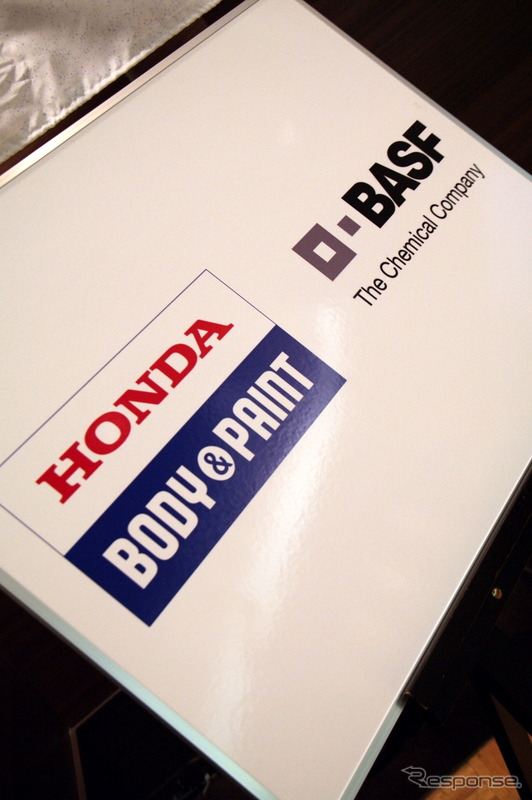 BASF
The Chemical Company
HONDA
BODY & PAINT
Response.